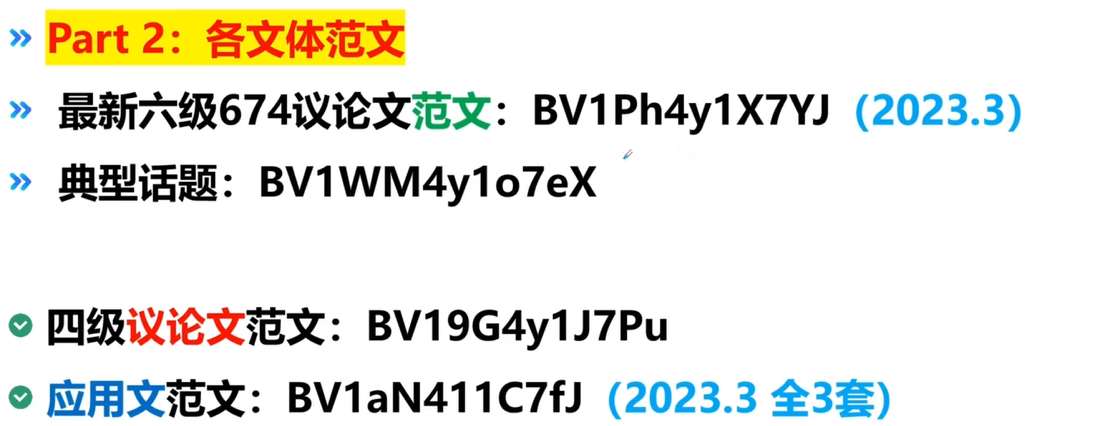 Part 2：各文体范文
最新六级674议论文范文：BV1Ph4y1X7YJ（2023.3）
典型话题：BV1WM4y1o7eX
四级议论文范文：BV19G4y1J7Pu
应用文范文：BV1aN411C7fJ（2023.3 全3套）